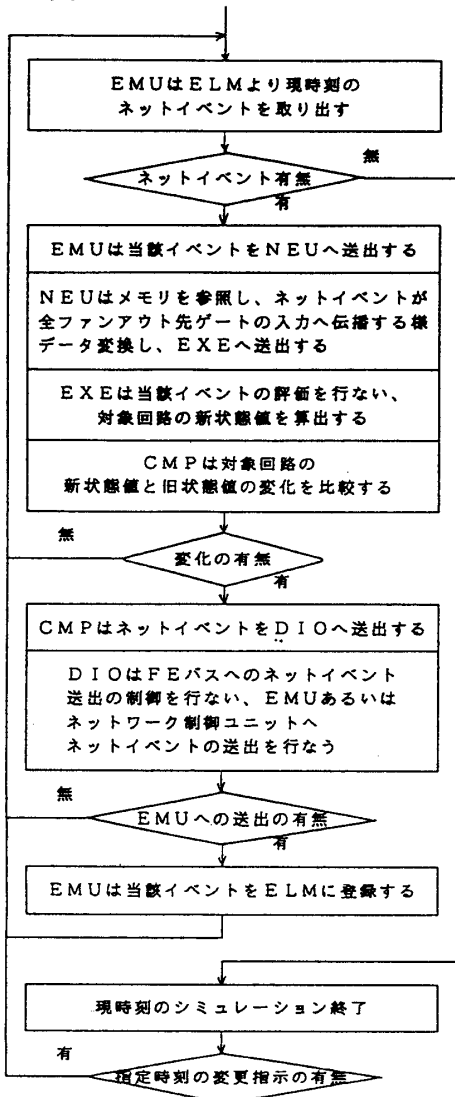 EMUはELMより現時刻の
ネットイベントを取り出す
無
ネットイベント有無
有
EMUは当該イベントをNEUへ送出する
NEUはメモリを参照し、ネットイベントが
全ファンアウト先ゲートの入力へ伝播する様
データ変換し、EXEへ送出する
EXEは当該イベントの評価を行ない、
対象回路の新状態値を算出する
CMPは対象回路の
新状態値と旧状態値の変化を比較する
無
変化の有無
有
CMPはネットイベントをDIOへ送出する
DIOはFEバスへのネットイベント
送出の制御を行ない、EMUあるいは
ネットワーク制御ユニットへ
ネットイベントの送出を行なう
無
EMUへの送出の有無
有
EMUは当該イベントをELMに登録する
現時刻のシミュレーション終了
有
指定時刻の変更指示の有無